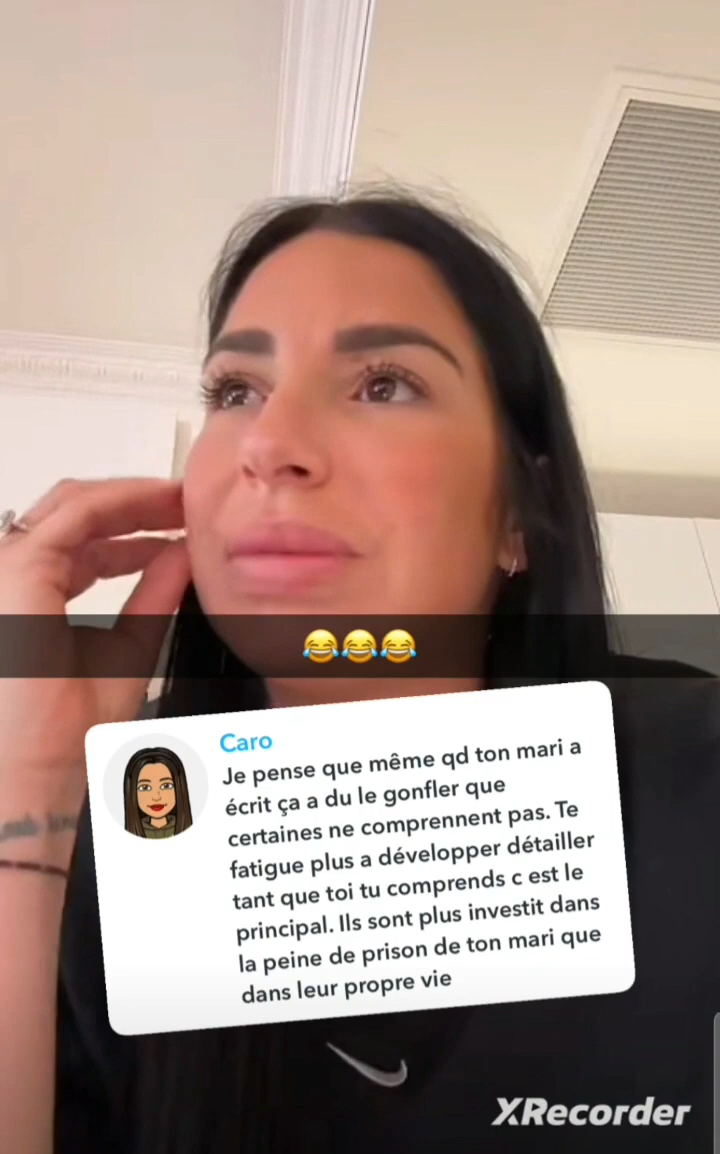 😂😂😂
Caro
Je pense que même qd ton mari a
écrit ça a du le gonfler que
certaines ne comprennent pas. Te
fatigue plus a développer détailler
tant que toi tu comprends c est le
principal. Ils sont plus investit dans
la peine de prison de ton mari que
dans leur propre vie
XRecorder